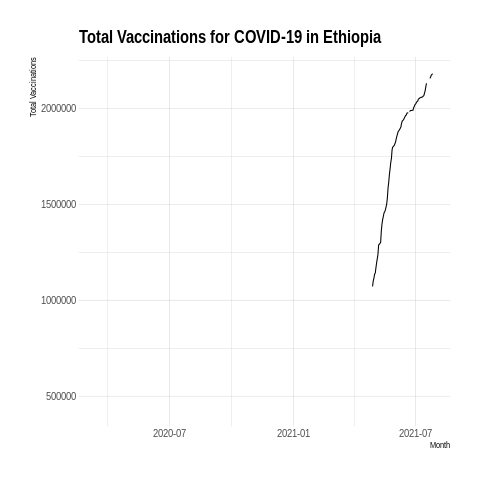 Total Vaccinations for COVID-19 in Ethiopia
Total Vaccinations
2000000
1500000
1000000
500000
2020-07 2021-01 2021-07
Month